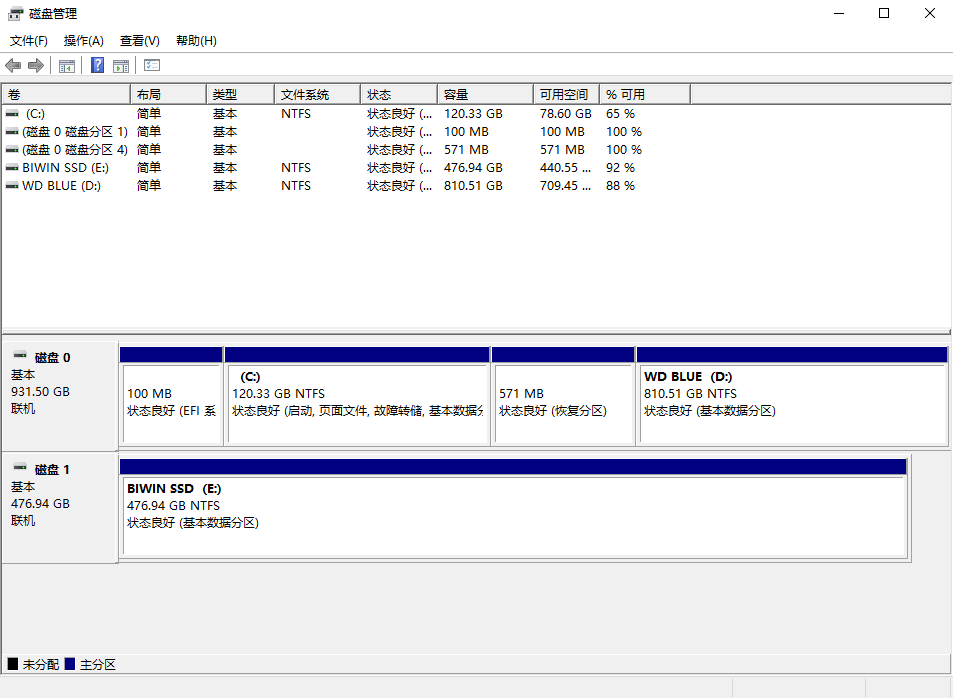 磁盘管理
文件(F) 操作(A) 查看(V) 帮助(H)
卷 布局 类型 文件系统 状态 容量 可用空间 % 可用
(C:) 简单 基本 NTFS 状态良好 (... 120.33 GB 78.60 GB 65 %
(磁盘 0 磁盘分区 1) 简单 基本 状态良好 (... 100 MB 100 MB 100 %
(磁盘 0 磁盘分区 4) 简单 基本 状态良好 (... 571 MB 571 MB 100 %
BIWIN SSD (E:) 简单 基本 NTFS 状态良好 (... 476.94 GB 440.55 ... 92 %
WD BLUE (D:) 简单 基本 NTFS 状态良好 (... 810.51 GB 709.45 ... 88 %
磁盘 0
基本
931.50 GB
联机
100 MB
状态良好 (EFI 系
(C:)
120.33 GB NTFS
状态良好 (启动, 页面文件, 故障转储, 基本数据分
571 MB
状态良好 (恢复分区)
WD BLUE (D:)
810.51 GB NTFS
状态良好 (基本数据分区)
磁盘 1
基本
476.94 GB
联机
BIWIN SSD (E:)
476.94 GB NTFS
状态良好 (基本数据分区)
未分配 主分区